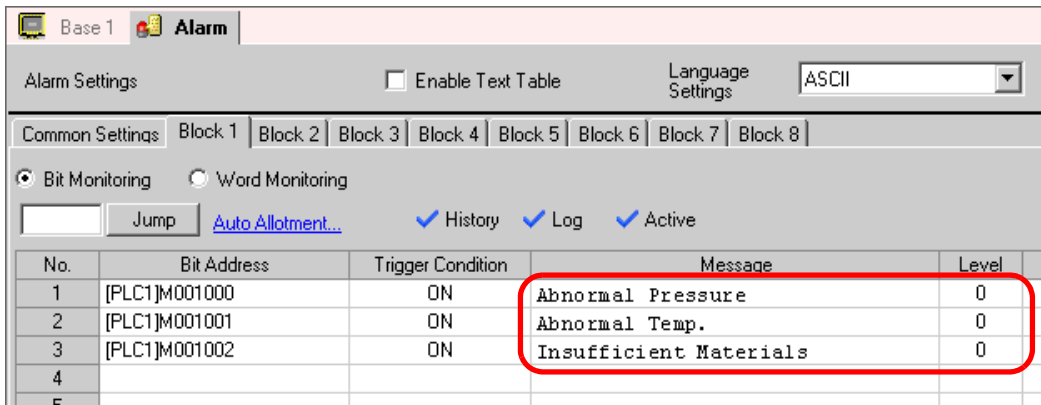 Base 1 Alarm
Alarm Settings Enable Text Table Language Settings ASCII
Common Settings Block 1 Block 2 Block 3 Block 4 Block 5 Block 6 Block 7 Block 8
Bit Monitoring Word Monitoring
Jump Auto Allotment... History Log Active
No. Bit Address Trigger Condition Message Level
1 [PLC1]M001000 ON Abnormal Pressure 0
2 [PLC1]M001001 ON Abnormal Temp. 0
3 [PLC1]M001002 ON Insufficient Materials 0
4
5